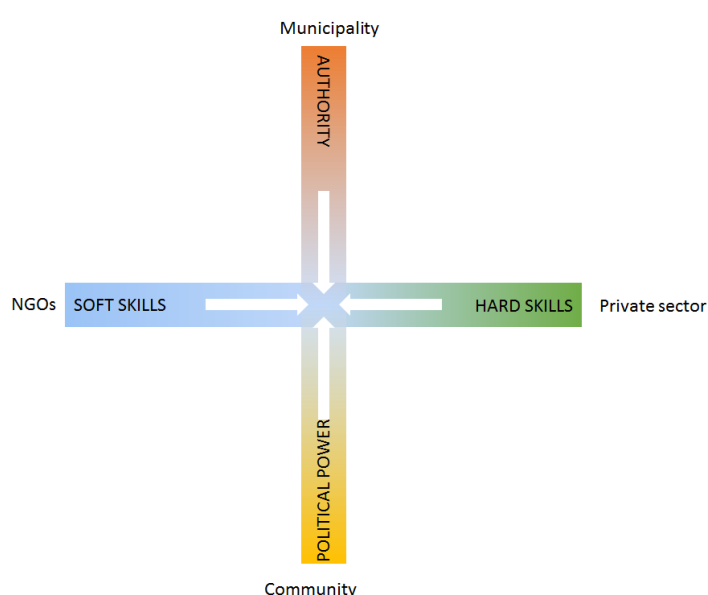 Municipality
AUTHORITY
NGOs
SOFT SKILLS
HARD SKILLS
Private sector
POLITICAL POWER
Community